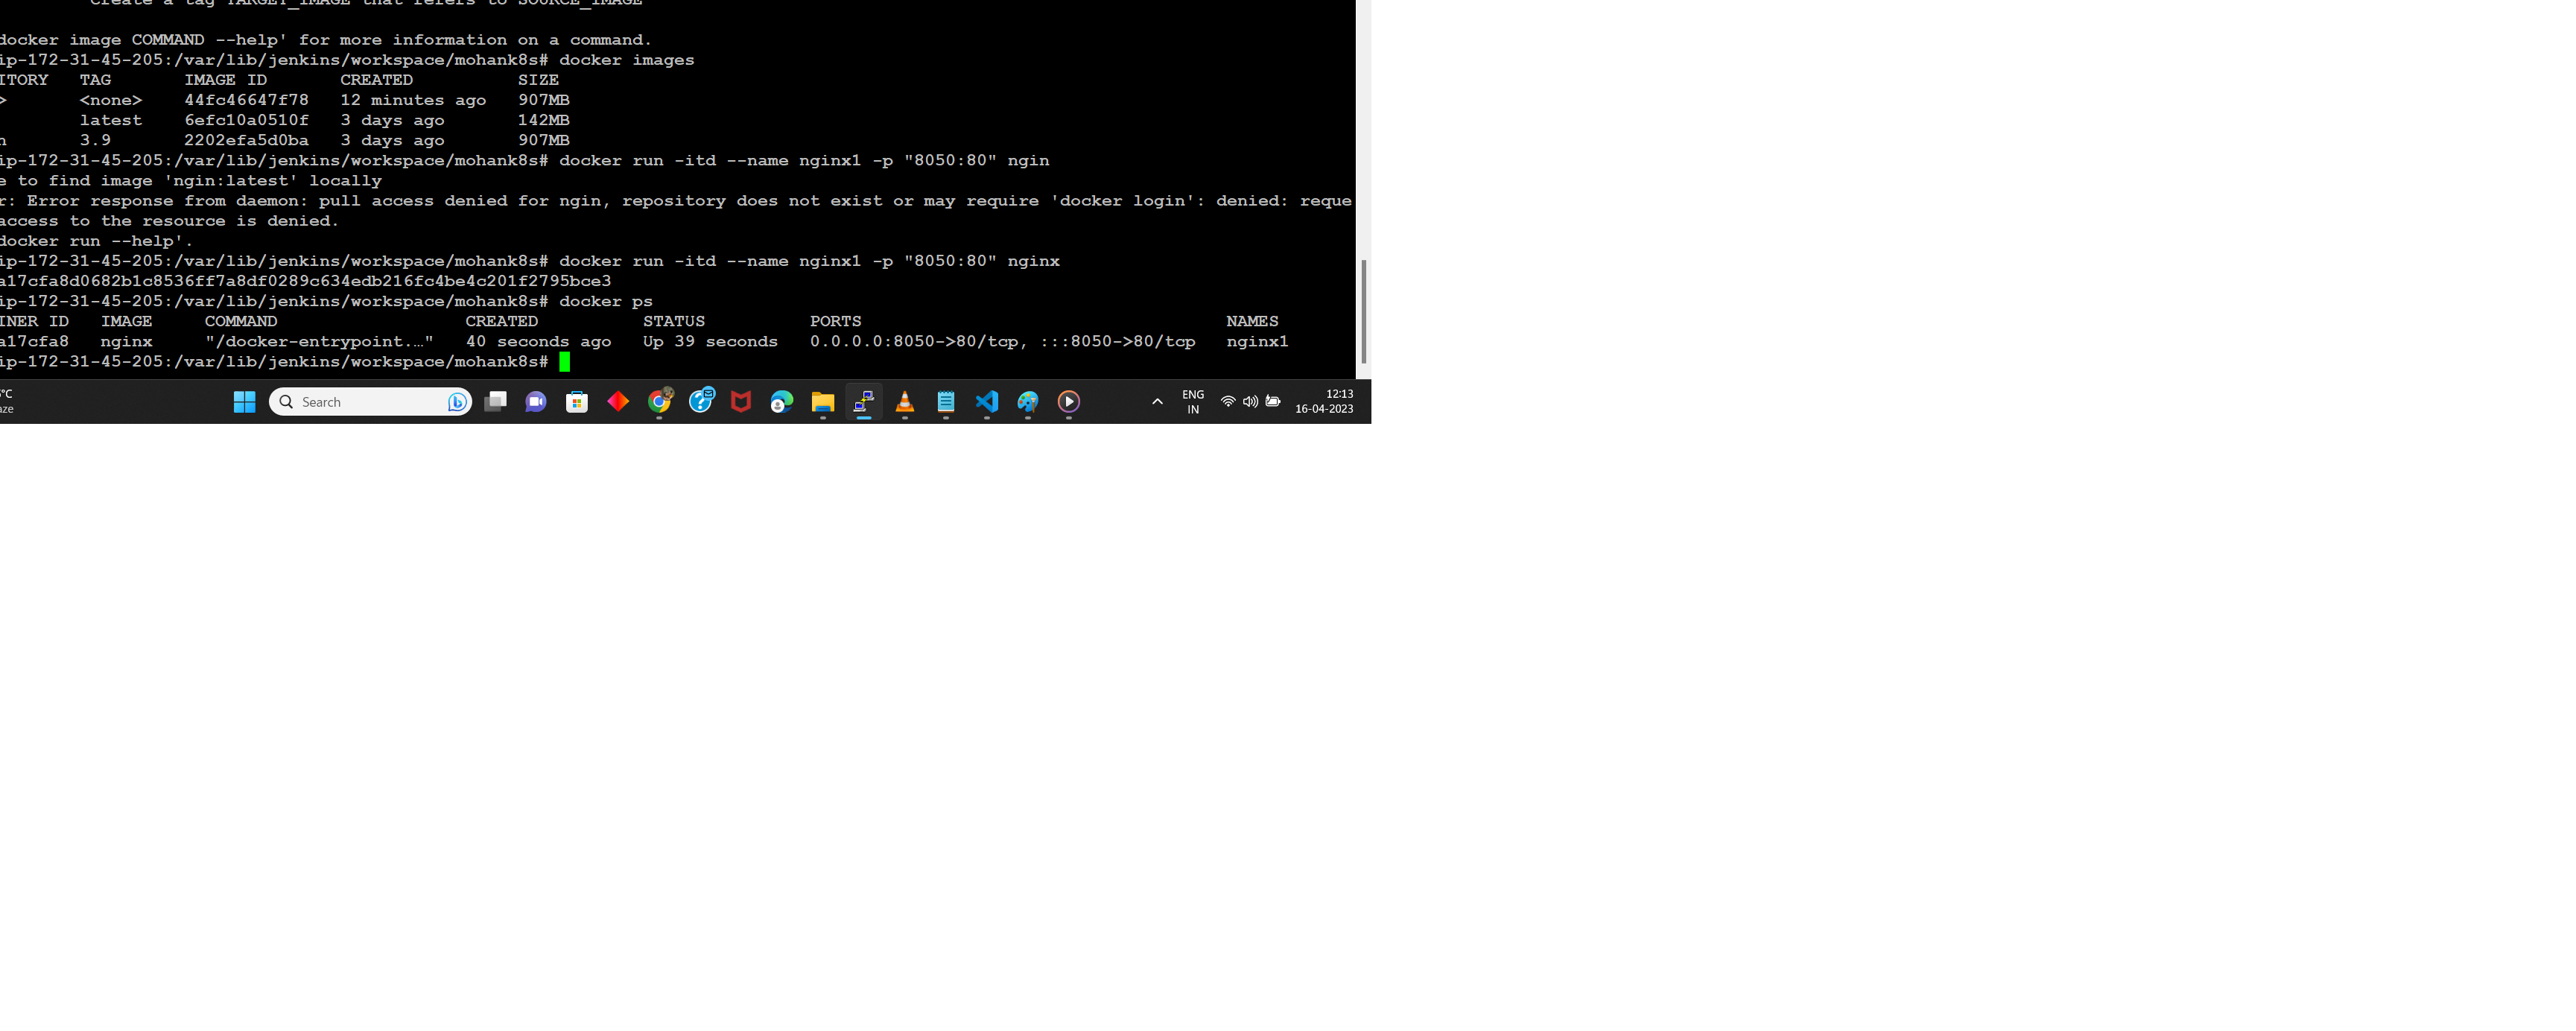 Create a tag TARGET_IMAGE that refers to SOURCE_IMAGE
docker image COMMAND --help' for more information on a command.
ip-172-31-45-205:/var/lib/jenkins/workspace/mohank8s# docker images
ITORY TAG IMAGE ID CREATED SIZE
> <none> 44fc46647f78 12 minutes ago 907MB
latest 6efc10a0510f 3 days ago 142MB
n 3.9 2202efa5d0ba 3 days ago 907MB
ip-172-31-45-205:/var/lib/jenkins/workspace/mohank8s# docker run -itd --name nginx1 -p "8050:80" ngin
e to find image 'ngin:latest' locally
r: Error response from daemon: pull access denied for ngin, repository does not exist or may require 'docker login': denied: reque
access to the resource is denied.
docker run --help'.
ip-172-31-45-205:/var/lib/jenkins/workspace/mohank8s# docker run -itd --name nginx1 -p "8050:80" nginx
a17cfa8d0682b1c8536ff7a8df0289c634edb216fc4be4c201f2795bce3
ip-172-31-45-205:/var/lib/jenkins/workspace/mohank8s# docker ps
INER ID IMAGE COMMAND CREATED STATUS PORTS NAMES
a17cfa8 nginx "/docker-entrypoint.…" 40 seconds ago Up 39 seconds 0.0.0.0:8050->80/tcp, :::8050->80/tcp nginx1
ip-172-31-45-205:/var/lib/jenkins/workspace/mohank8s#
°C
aze
Search
ENG
IN
12:13
16-04-2023